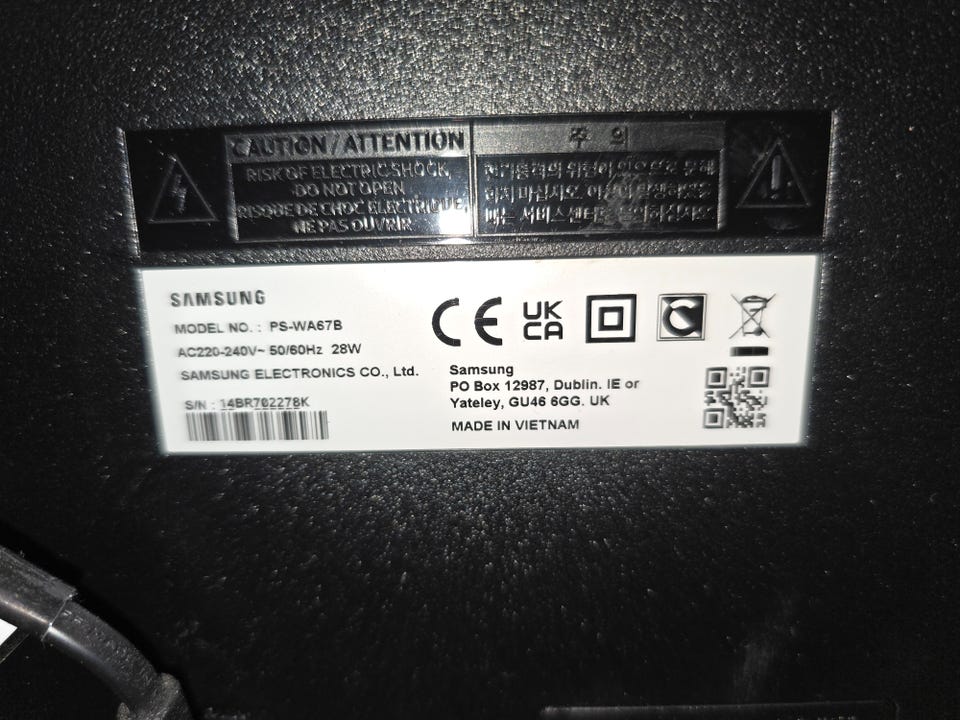 CAUTION / ATTENTION
RISK OF ELECTRIC SHOCK,
DO NOT OPEN
RISQUE DE CHOC ELECTRIQUE,
NE PAS OUVRIR
주 의
SAMSUNG
MODEL NO. : PS-WA67B
AC220-240V~ 50/60Hz 28W
SAMSUNG ELECTRONICS CO., Ltd.
S/N : 14BR702278K
CE
UK
CA
Samsung
PO Box 12987, Dublin. IE or
Yateley, GU46 6GG. UK
MADE IN VIETNAM